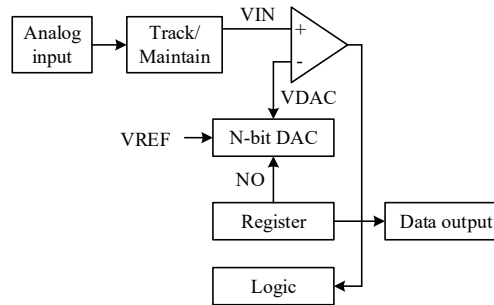 Analog
input
Track/
Maintain
VIN
+
-
VDAC
VREF
N-bit DAC
NO
Register
Data output
Logic